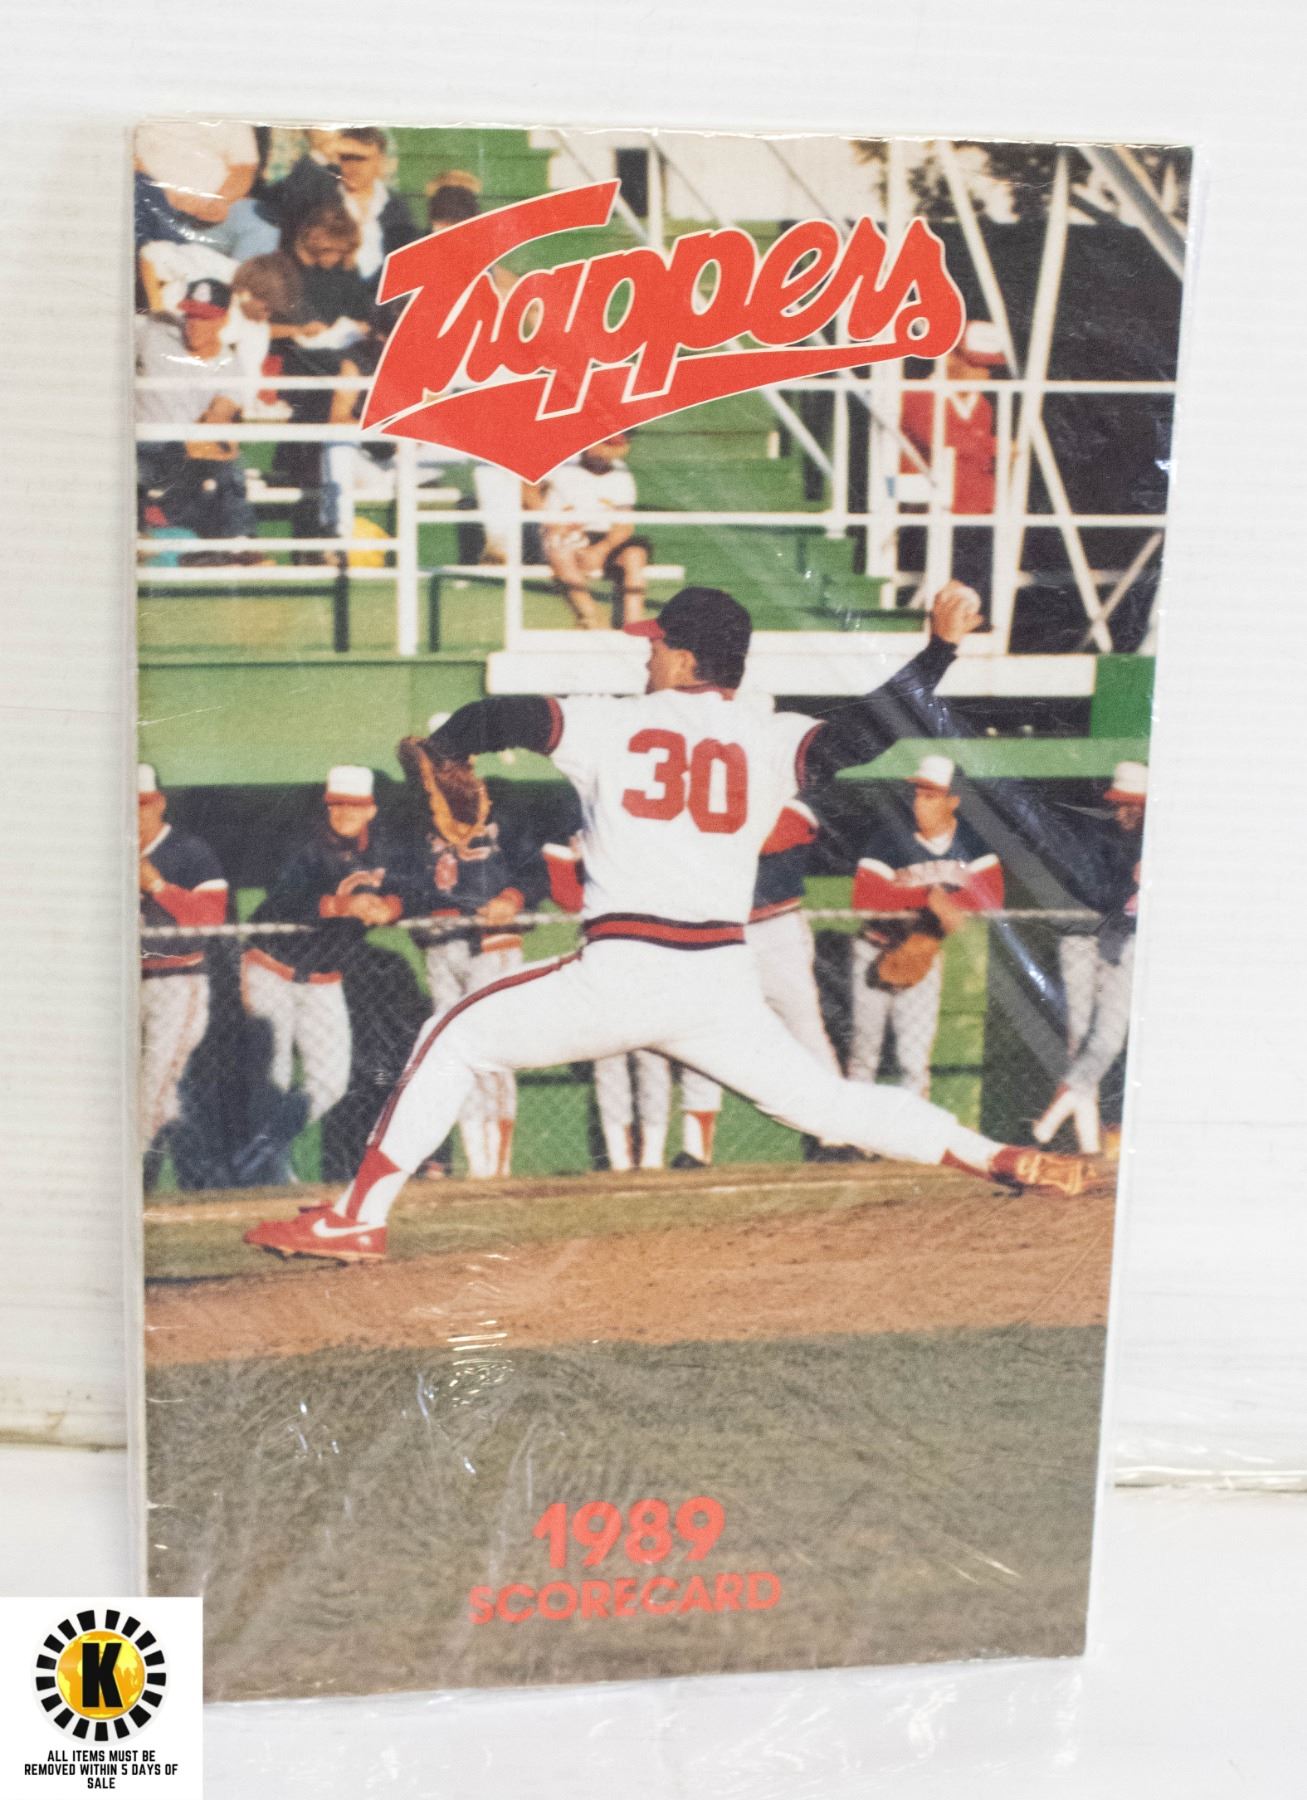 Trappers
30
1989
SCORECARD
K
ALL ITEMS MUST BE
REMOVED WITHIN 5 DAYS OF
SALE